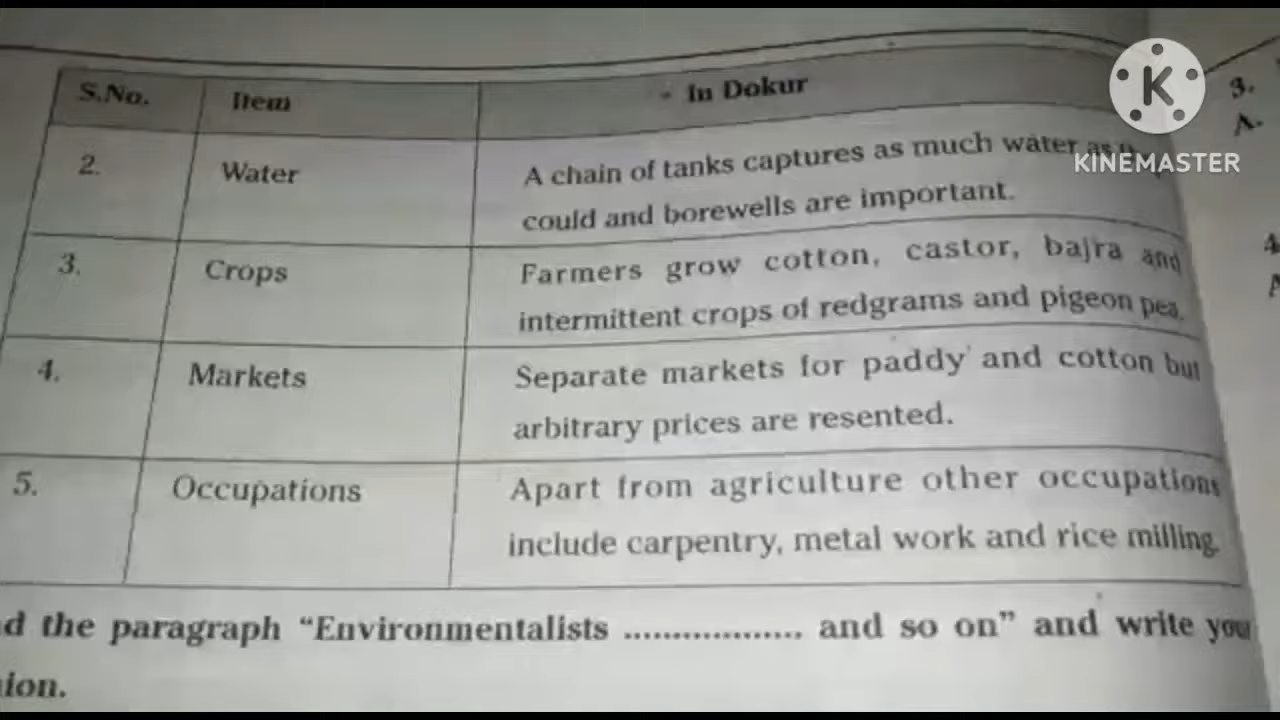 S.No. Item - In Dokur
2. Water A chain of tanks captures as much water as
could and borewells are important.
3. Crops Farmers grow cotton, castor, bajra and
intermittent crops of redgrams and pigeon pea.
4. Markets Separate markets for paddy and cotton but
arbitrary prices are resented.
5. Occupations Apart from agriculture other occupations
include carpentry, metal work and rice milling.
the paragraph “Environmentalists .................. and so on” and write your
3.
A.
4
K
KINEMASTER